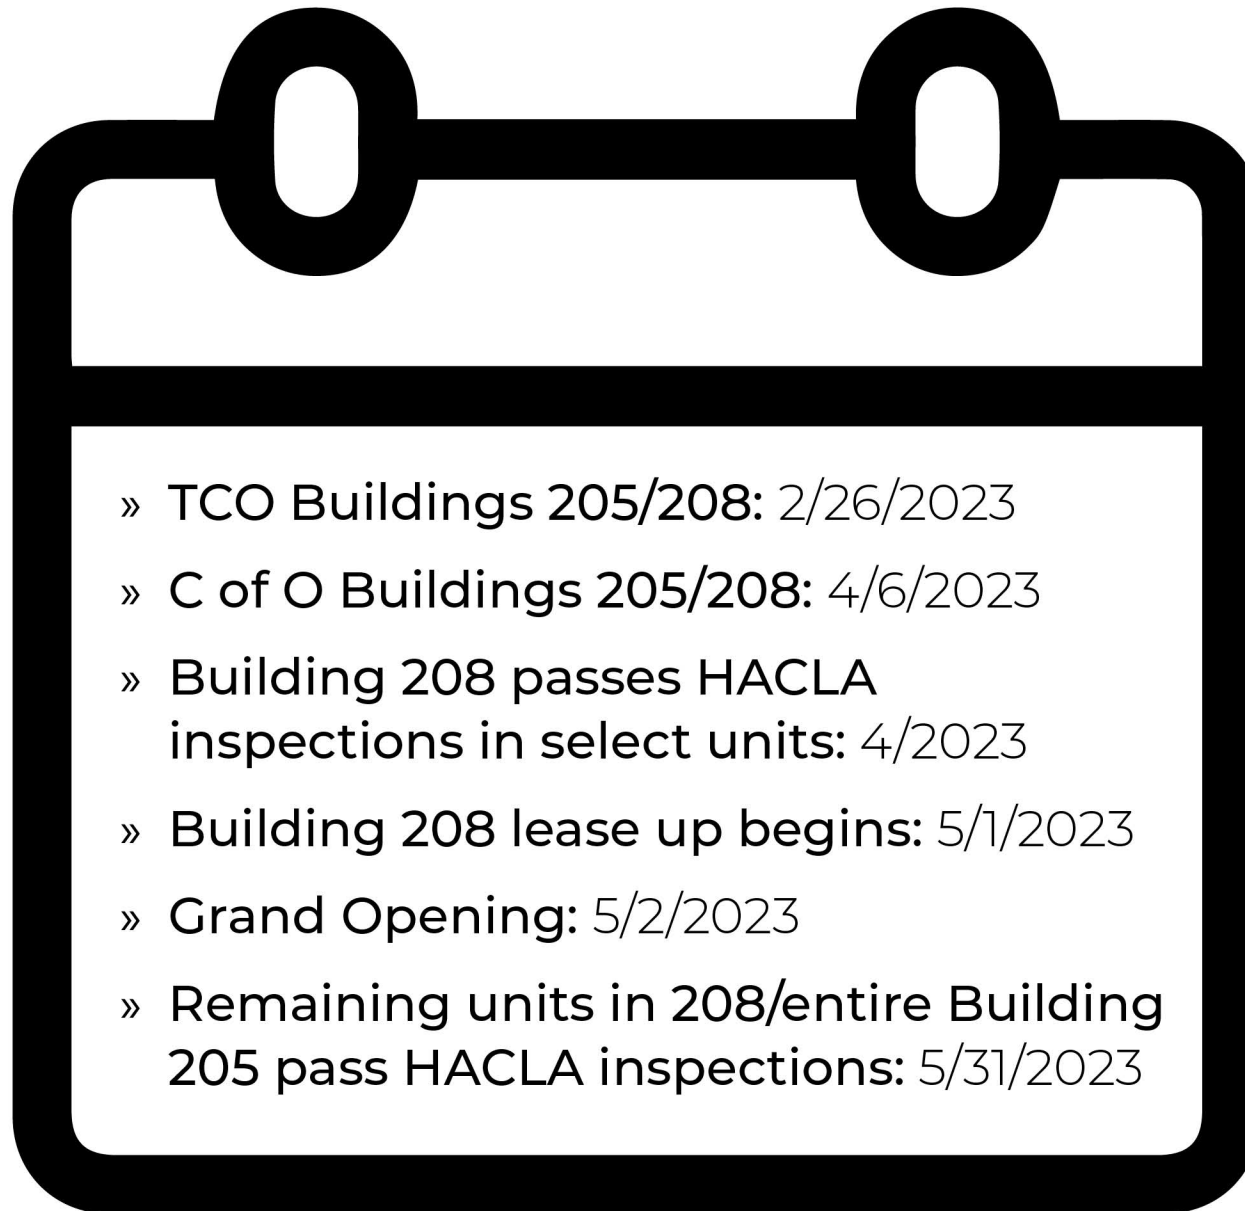 » TCO Buildings 205/208: 2/26/2023
» C of O Buildings 205/208: 4/6/2023
» Building 208 passes HACLA
inspections in select units: 4/2023
» Building 208 lease up begins: 5/1/2023
» Grand Opening: 5/2/2023
» Remaining units in 208/entire Building
205 pass HACLA inspections: 5/31/2023